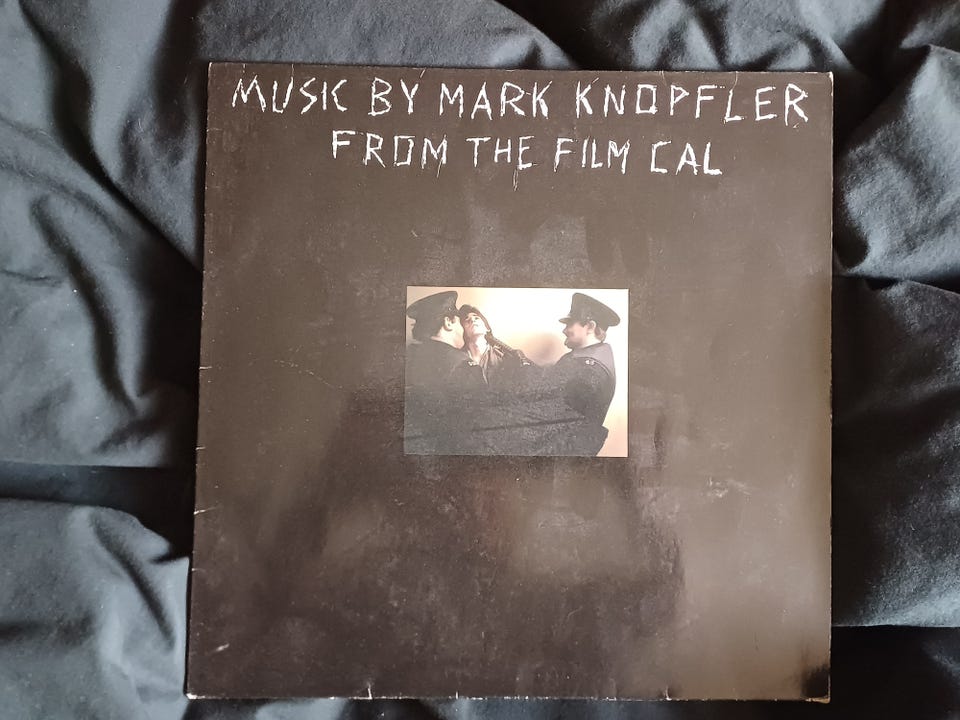 MUSIC BY MARK KNOPFLER
FROM THE FILM CAL